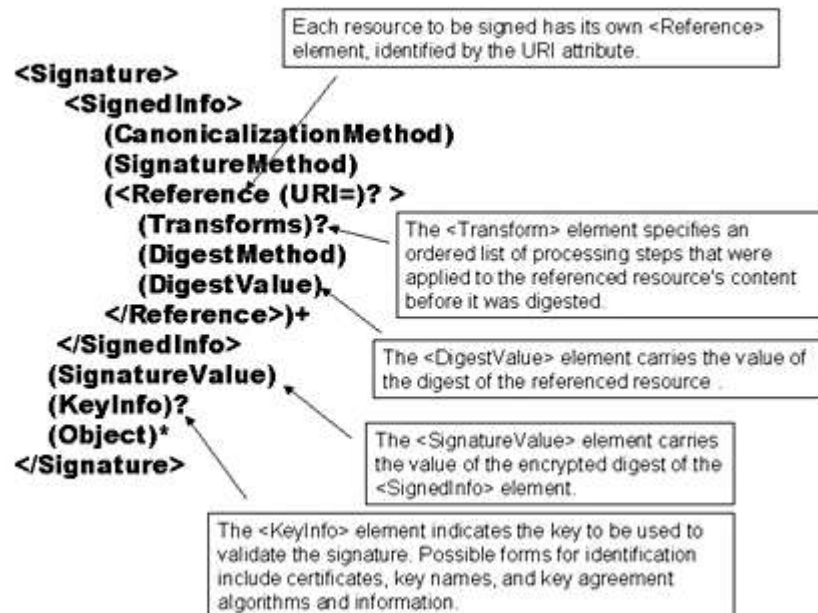 Each resource to be signed has its own <Reference>
element, identified by the URI attribute.
<Signature>
<SignedInfo>
(CanonicalizationMethod)
(SignatureMethod)
(<Reference (URI=)? >
(Transforms)?
(DigestMethod)
(DigestValue)
</Reference>)+
</SignedInfo>
(SignatureValue)
(KeyInfo)?
(Object)*
</Signature>
The <Transform> element specifies an
ordered list of processing steps that were
applied to the referenced resource's content
before it was digested.
The <DigestValue> element carries the value of
the digest of the referenced resource .
The <SignatureValue> element carries
the value of the encrypted digest of the
<SignedInfo> element.
The <KeyInfo> element indicates the key to be used to
validate the signature. Possible forms for identification
include certificates, key names, and key agreement
algorithms and information.